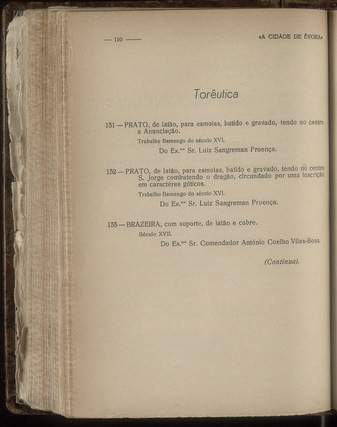 — 110 —
«A CIDADE DE ÉVORA»
Torêutica
131 — PRATO, de latão, para esmolas, batido e gravado, tendo no centro
a Anunciação.
Trabalho flamengo do século XVI.
Do Ex.mo Sr. Luiz Sangreman Proença.
132 — PRATO, de latão, para esmolas, batido e gravado, tendo no centro
S. Jorge combatendo o dragão, circundado por uma inscrição
em caractéres góticos.
Trabalho flamengo do século XVI.
Do Ex.mo Sr. Luiz Sangreman Proença.
133 — BRAZEIRA, com suporte, de latão e cobre.
Século XVII.
Do Ex.mo Sr. Comendador António Coelho Vilas-Boas.
(Continua).